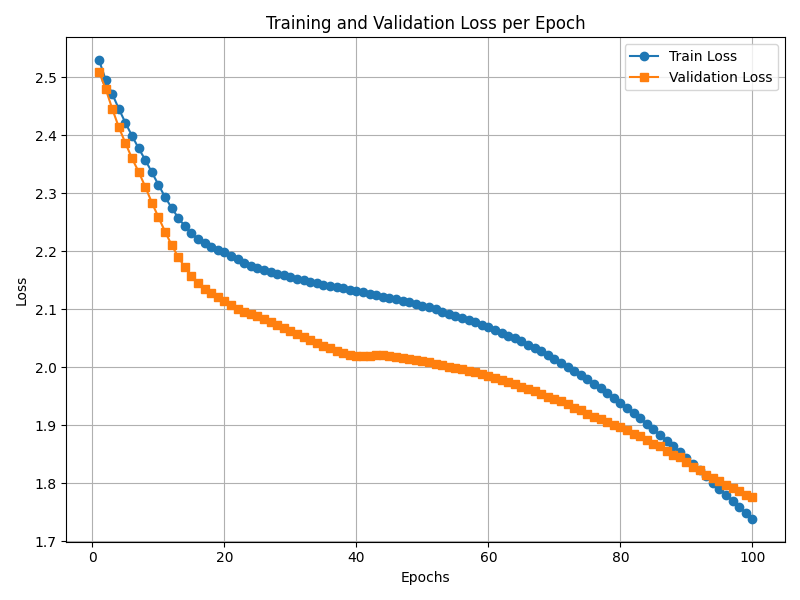 Training and Validation Loss per Epoch
Train Loss
Validation Loss
2.5
2.4
2.3
2.2
2.1
2.0
1.9
1.8
1.7
Loss
0 20 40 60 80 100
Epochs